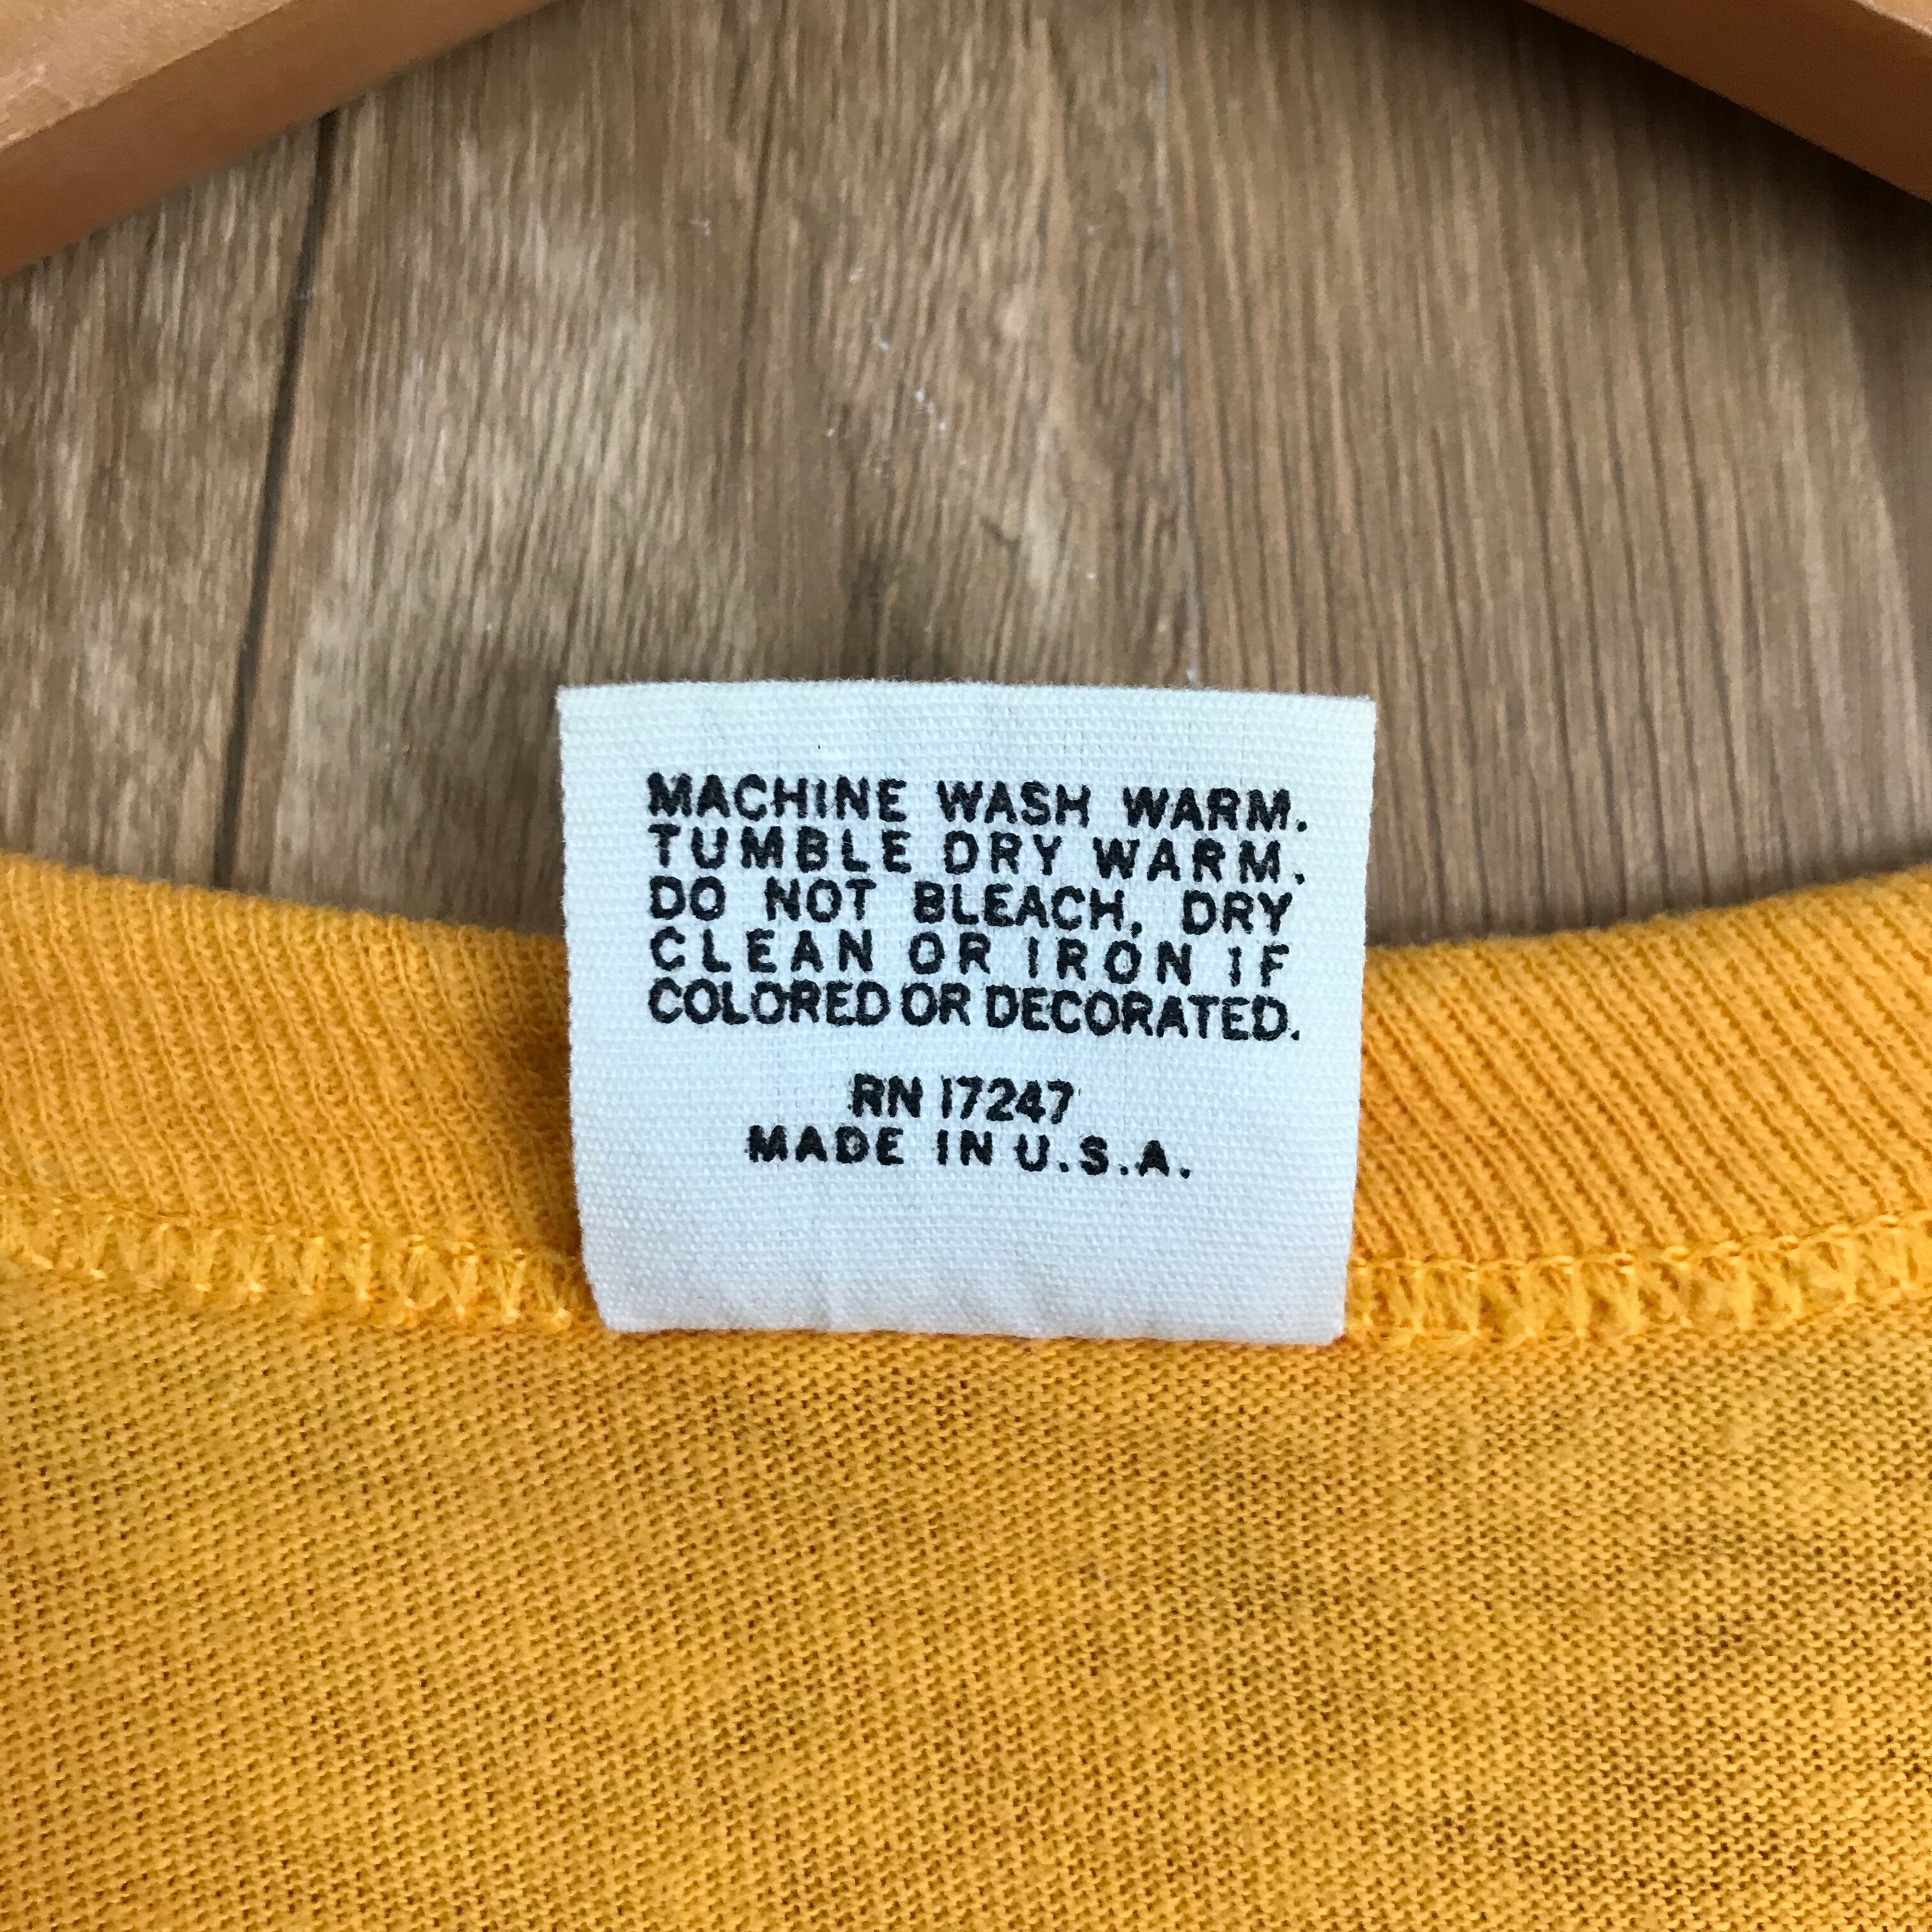 MACHINE WASH WARM.
TUMBLE DRY WARM.
DO NOT BLEACH, DRY
CLEAN OR IRON IF
COLORED OR DECORATED.
RN 17247
MADE IN U.S.A.